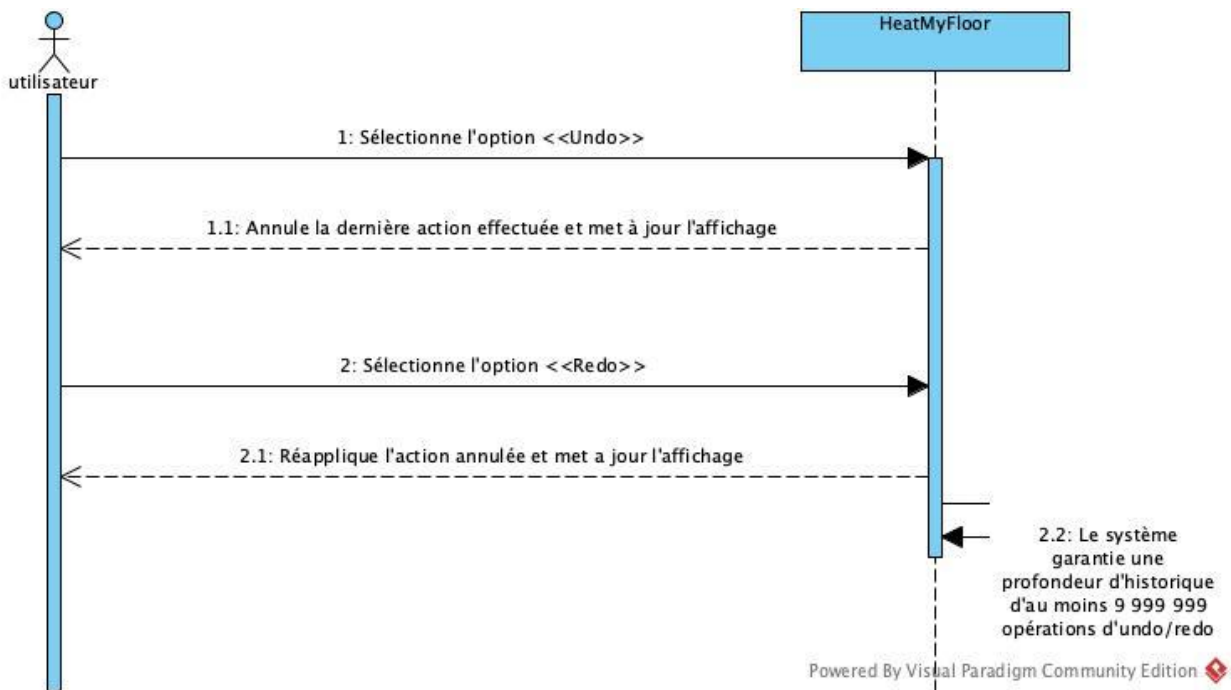 HeatMyFloor
utilisateur
1: Sélectionne l'option <<Undo>>
1.1: Annule la dernière action effectuée et met à jour l'affichage
2: Sélectionne l'option <<Redo>>
2.1: Réapplique l'action annulée et met a jour l'affichage
2.2: Le système
garantie une
profondeur d'historique
d'au moins 9 999 999
opérations d'undo/redo
Powered By Visual Paradigm Community Edition